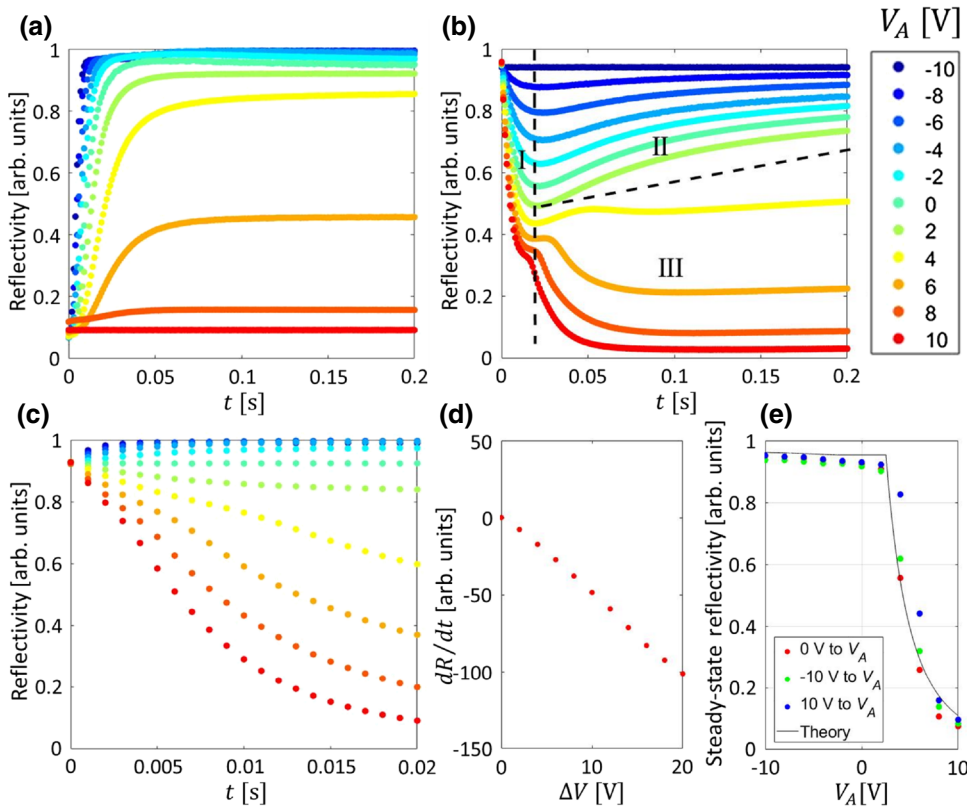 (a)
Reflectivity [arb. units]
1
0.8
0.6
0.4
0.2
0
0 0.05 0.1 0.15 0.2
t [s]
(b)
Reflectivity [arb. units]
1
0.8
0.6
0.4
0.2
0
I
II
III
0 0.05 0.1 0.15 0.2
t [s]
V_A [V]
-10
-8
-6
-4
-2
0
2
4
6
8
10
(c)
Reflectivity (arb. units]
1
0.8
0.6
0.4
0.2
0
0 0.005 0.01 0.015 0.02
t [s]
(d)
dR/dt [arb. units)
50
0
-50
-100
-150
0 10 20
ΔV [V]
(e)
Steady-state reflectivity [arb. units]
1
0.8
0.6
0.4
0.2
0
0 V to V_A
-10 V to V_A
10 V to V_A
Theory
-10 0 10
V_A [V]